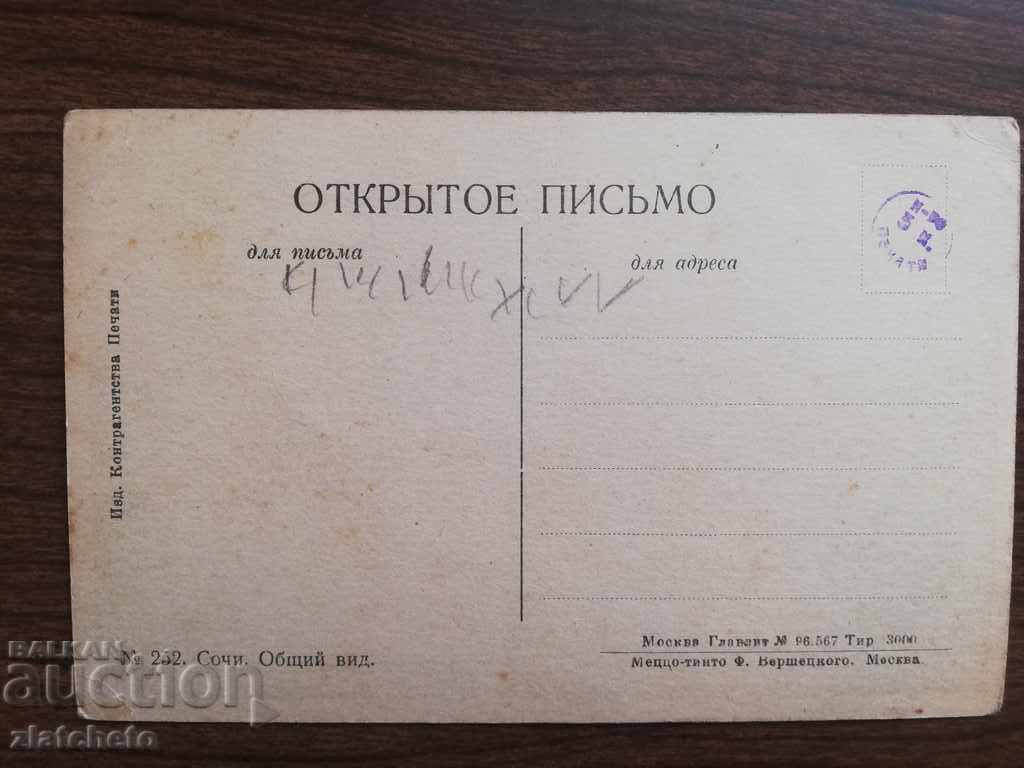 ОТКРЫТОЕ ПИСЬМО
для письма
для адреса
Изд. Контрагентства Печати
№ 252. Сочи. Общий вид.
Москва Главлит № 96.567 Тир 3000
Меццо-тинто Ф. Вершецкого. Москва
ПЕЧАТИ
BALKAN
auction
zlatcheto